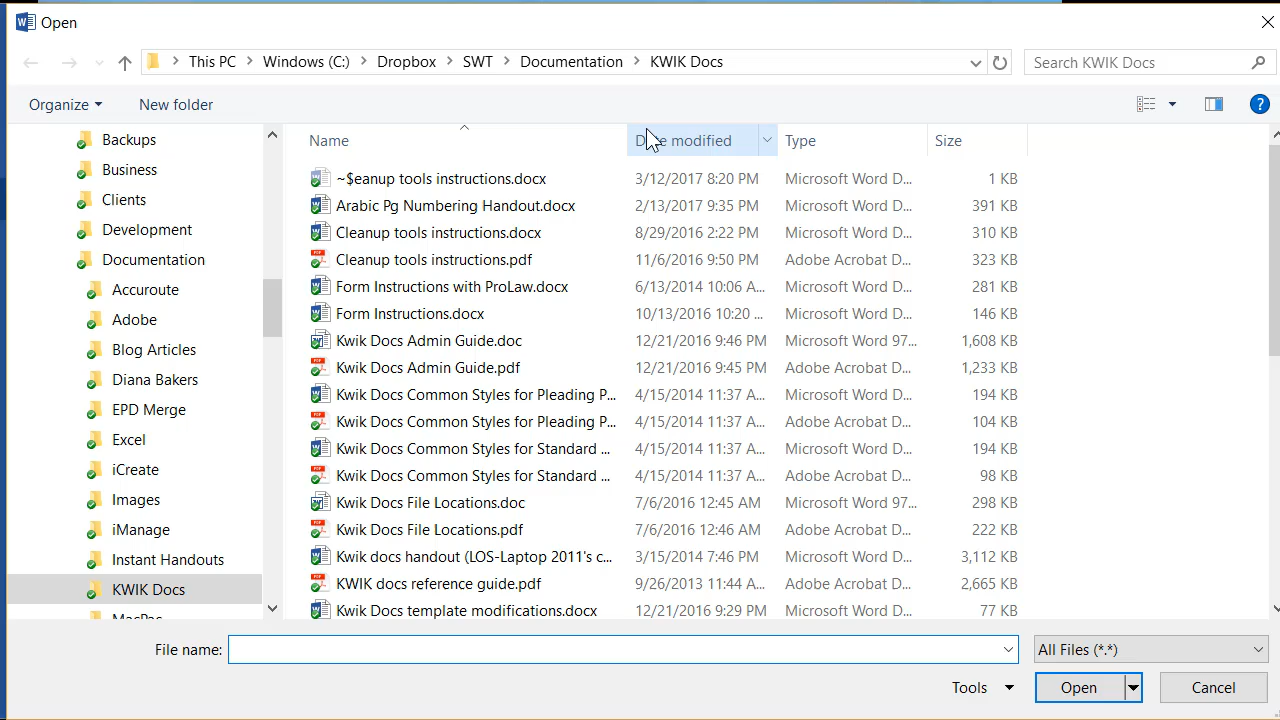 Open
This PC > Windows (C:) > Dropbox > SWT > Documentation > KWIK Docs
Search KWIK Docs
Organize
New folder
Backups
Business
Clients
Development
Documentation
Accuroute
Adobe
Blog Articles
Diana Bakers
EPD Merge
Excel
iCreate
Images
iManage
Instant Handouts
KWIK Docs
MacPac
Name Date modified Type Size
~$eanup tools instructions.docx 3/12/2017 8:20 PM Microsoft Word D... 1 KB
Arabic Pg Numbering Handout.docx 2/13/2017 9:35 PM Microsoft Word D... 391 KB
Cleanup tools instructions.docx 8/29/2016 2:22 PM Microsoft Word D... 310 KB
Cleanup tools instructions.pdf 11/6/2016 9:50 PM Adobe Acrobat D... 323 KB
Form Instructions with ProLaw.docx 6/13/2014 10:06 A... Microsoft Word D... 281 KB
Form Instructions.docx 10/13/2016 10:20 ... Microsoft Word D... 146 KB
Kwik Docs Admin Guide.doc 12/21/2016 9:46 PM Microsoft Word 97... 1,608 KB
Kwik Docs Admin Guide.pdf 12/21/2016 9:45 PM Adobe Acrobat D... 1,233 KB
Kwik Docs Common Styles for Pleading P... 4/15/2014 11:37 A... Microsoft Word D... 194 KB
Kwik Docs Common Styles for Pleading P... 4/15/2014 11:37 A... Adobe Acrobat D... 104 KB
Kwik Docs Common Styles for Standard ... 4/15/2014 11:37 A... Microsoft Word D... 194 KB
Kwik Docs Common Styles for Standard ... 4/15/2014 11:37 A... Adobe Acrobat D... 98 KB
Kwik Docs File Locations.doc 7/6/2016 12:45 AM Microsoft Word 97... 298 KB
Kwik Docs File Locations.pdf 7/6/2016 12:46 AM Adobe Acrobat D... 222 KB
Kwik docs handout (LOS-Laptop 2011's c... 3/15/2014 7:46 PM Microsoft Word D... 3,112 KB
KWIK docs reference guide.pdf 9/26/2013 11:44 A... Adobe Acrobat D... 2,665 KB
Kwik Docs template modifications.docx 12/21/2016 9:29 PM Microsoft Word D... 77 KB
File name:
All Files (*.*)
Tools
Open
Cancel